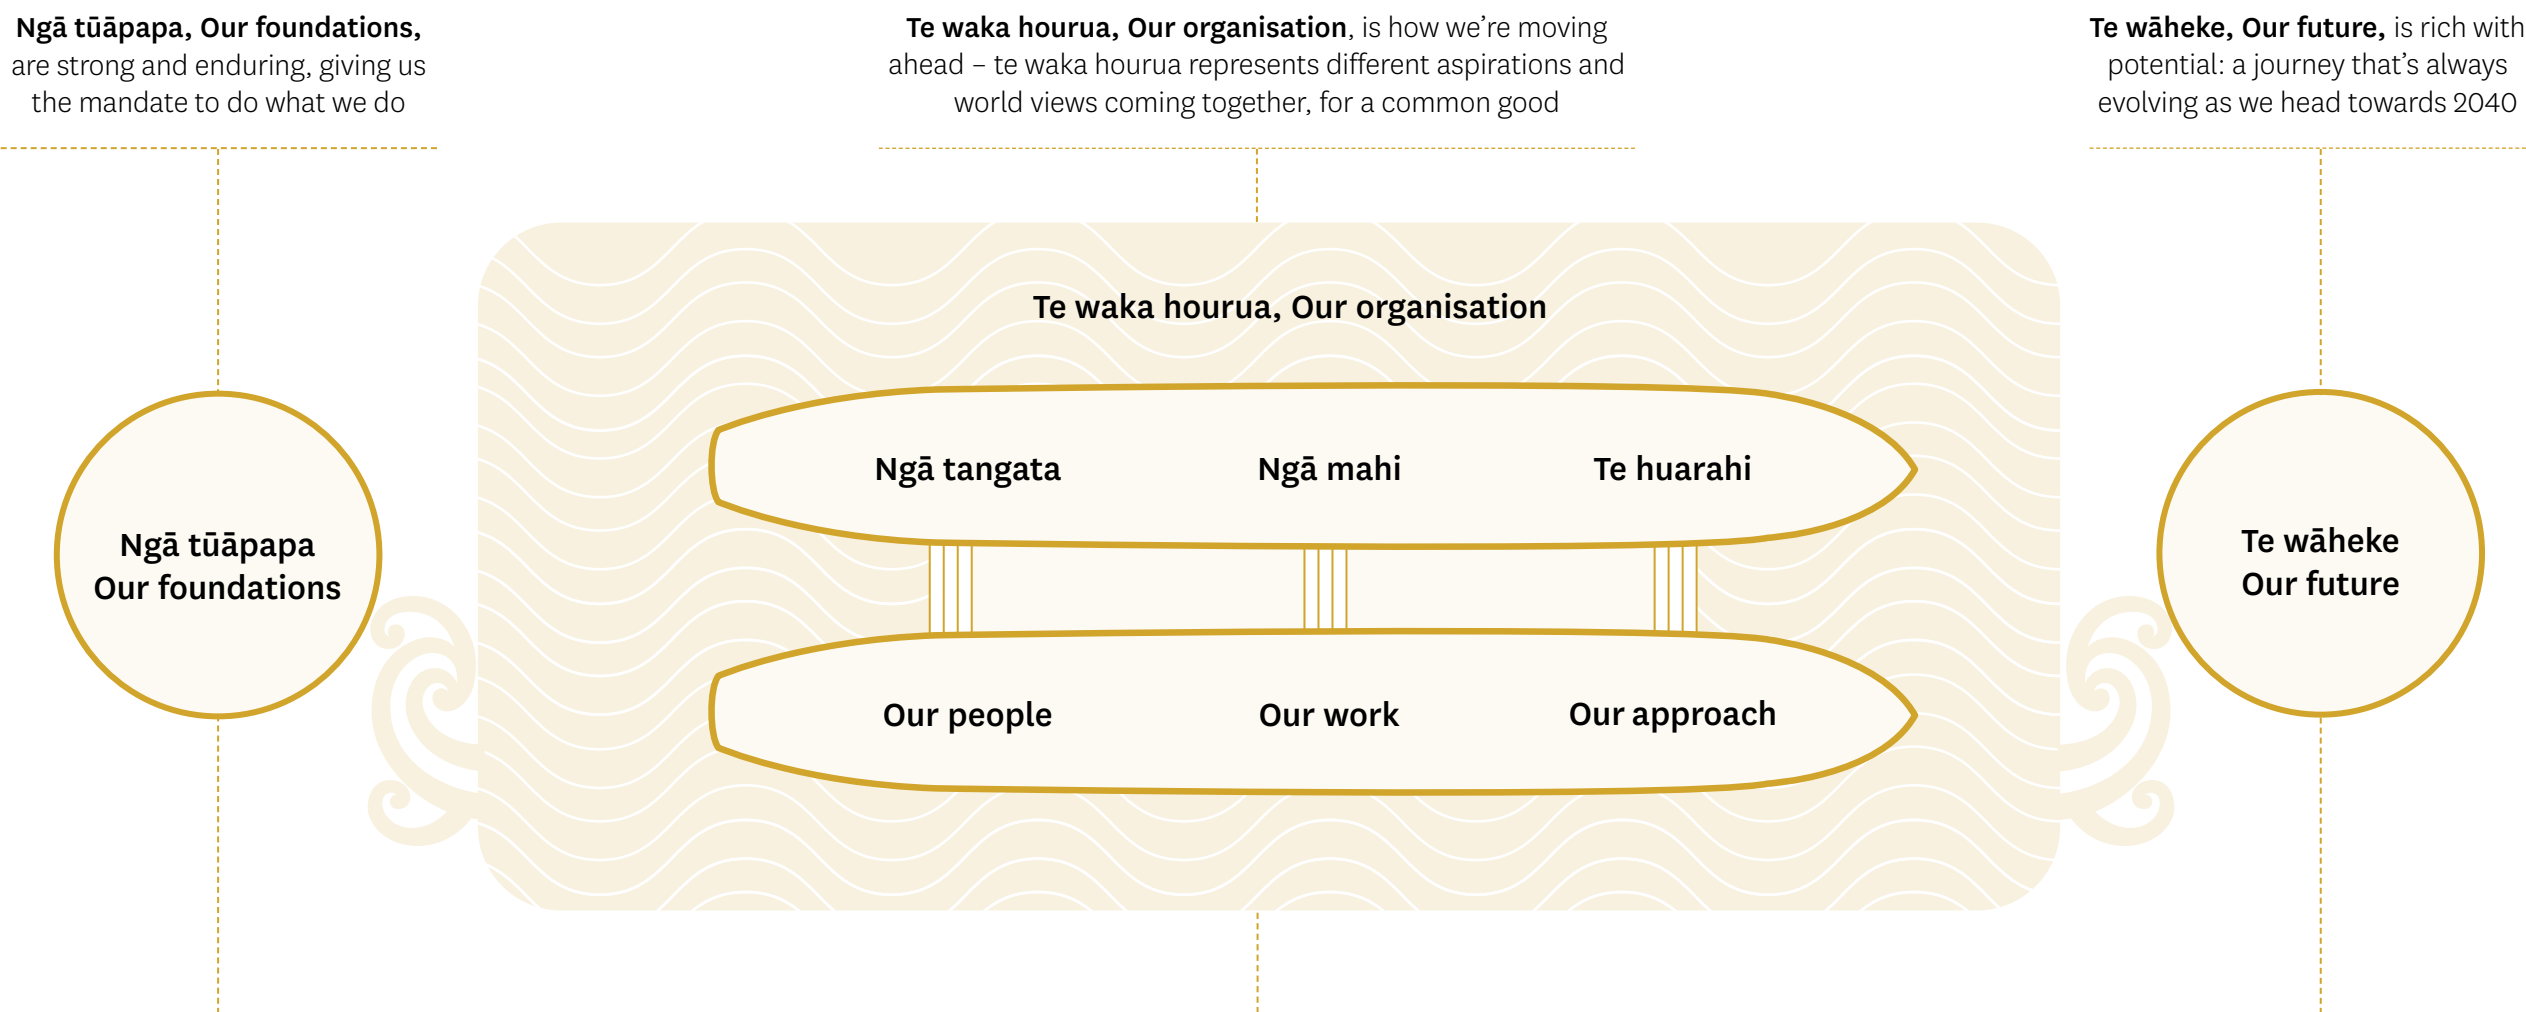 Ngā tūāpapa, Our foundations,
are strong and enduring, giving us
the mandate to do what we do
Te waka hourua, Our organisation, is how we’re moving
ahead – te waka hourua represents different aspirations and
world views coming together, for a common good
Te wāheke, Our future, is rich with
potential: a journey that’s always
evolving as we head towards 2040
Te waka hourua, Our organisation
Ngā tangata
Ngā mahi
Te huarahi
Ngā tūāpapa
Our foundations
Te wāheke
Our future
Our people
Our work
Our approach